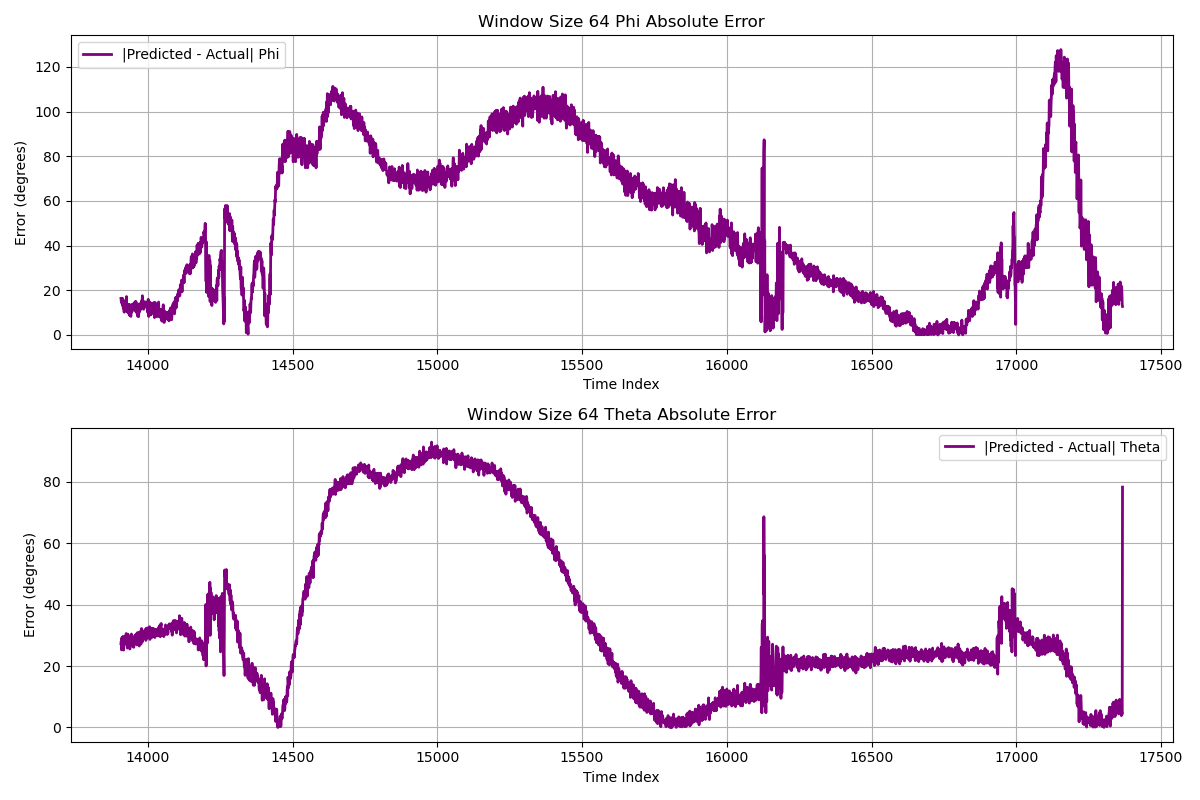 Window Size 64 Phi Absolute Error
|Predicted - Actual| Phi
Error (degrees)
120
100
80
60
40
20
0
14000 14500 15000 15500 16000 16500 17000 17500
Time Index
Window Size 64 Theta Absolute Error
|Predicted - Actual| Theta
Error (degrees)
80
60
40
20
0
14000 14500 15000 15500 16000 16500 17000 17500
Time Index